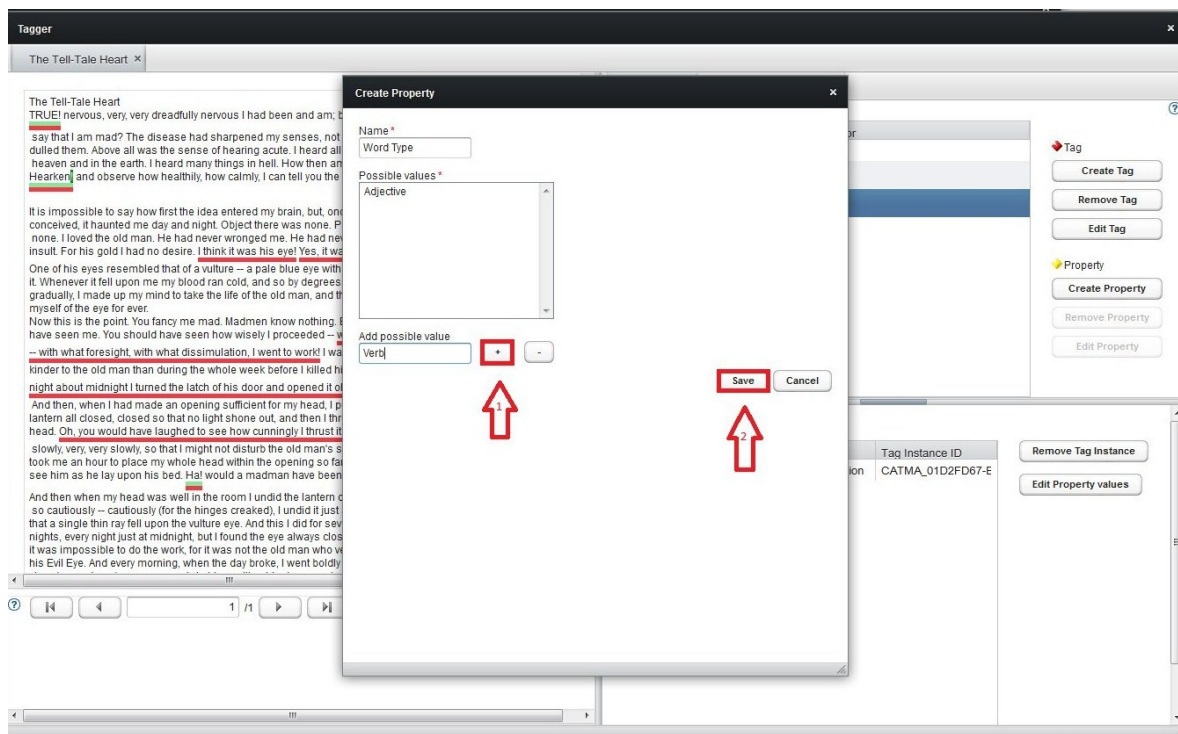 Tagger
×
The Tell-Tale Heart ×
The Tell-Tale Heart
TRUE! nervous, very, very dreadfully nervous I had been and am; b
say that I am mad? The disease had sharpened my senses, not
dulled them. Above all was the sense of hearing acute. I heard all
heaven and in the earth. I heard many things in hell. How then am
Hearken! and observe how healthily, how calmly, I can tell you the
It is impossible to say how first the idea entered my brain, but, onc
conceived, it haunted me day and night. Object there was none. P
none. I loved the old man. He had never wronged me. He had nev
insult. For his gold I had no desire. I think it was his eye! Yes, it wa
One of his eyes resembled that of a vulture -- a pale blue eye with
it. Whenever it fell upon me my blood ran cold, and so by degrees
gradually, I made up my mind to take the life of the old man, and th
myself of the eye for ever.
Now this is the point. You fancy me mad. Madmen know nothing. B
have seen me. You should have seen how wisely I proceeded -- w
-- with what foresight, with what dissimulation, I went to work! I wa
kinder to the old man than during the whole week before I killed hi
night about midnight I turned the latch of his door and opened it o
And then, when I had made an opening sufficient for my head, I p
lantern all closed, closed so that no light shone out, and then I thr
head. Oh, you would have laughed to see how cunningly I thrust it
slowly, very, very slowly, so that I might not disturb the old man's s
took me an hour to place my whole head within the opening so far
see him as he lay upon his bed. Ha! would a madman have been
And then when my head was well in the room I undid the lantern c
so cautiously -- cautiously (for the hinges creaked), I undid it just
that a single thin ray fell upon the vulture eye. And this I did for sev
nights, every night just at midnight, but I found the eye always clos
it was impossible to do the work, for it was not the old man who ve
his Evil Eye. And every morning, when the day broke, I went boldly
?
1 /1
Create Property
×
Name *
Word Type
Possible values *
Adjective
Add possible value
Verb
+
-
1
Save
Cancel
2
or
?
Tag
Create Tag
Remove Tag
Edit Tag
Property
Create Property
Remove Property
Edit Property
Tag Instance ID
ion CATMA_01D2FD67-E
Remove Tag Instance
Edit Property values